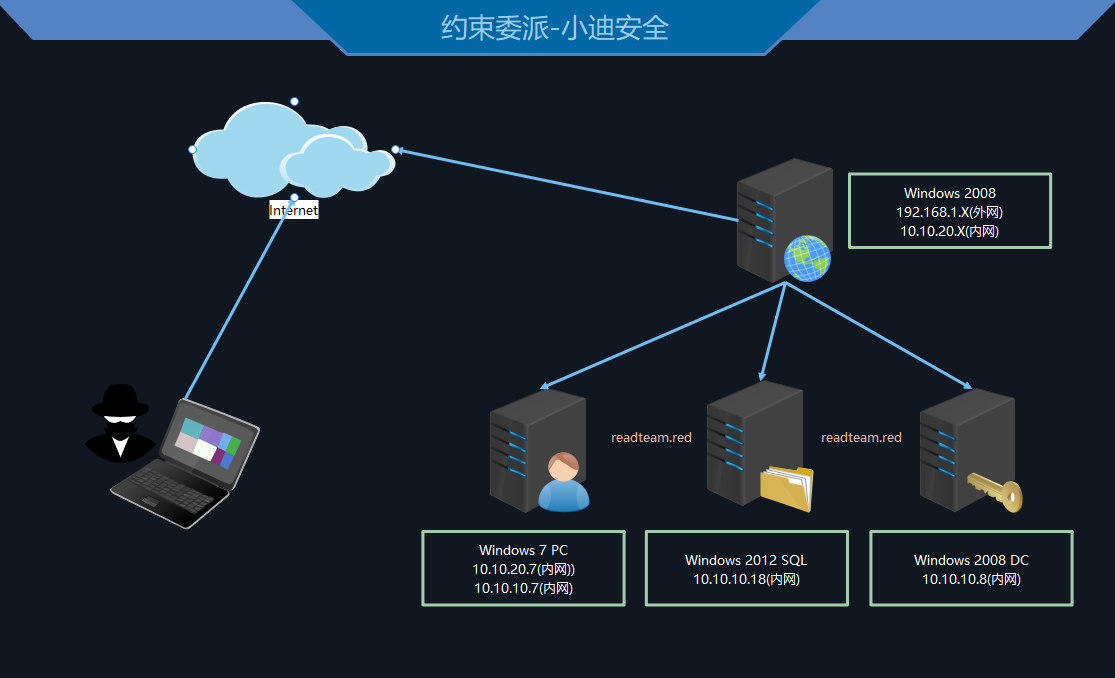 约束委派-小迪安全
Internet
Windows 2008
192.168.1.X(外网)
10.10.20.X(内网)
readteam.red
readteam.red
Windows 7 PC
10.10.20.7(内网))
10.10.10.7(内网)
Windows 2012 SQL
10.10.10.18(内网)
Windows 2008 DC
10.10.10.8(内网)